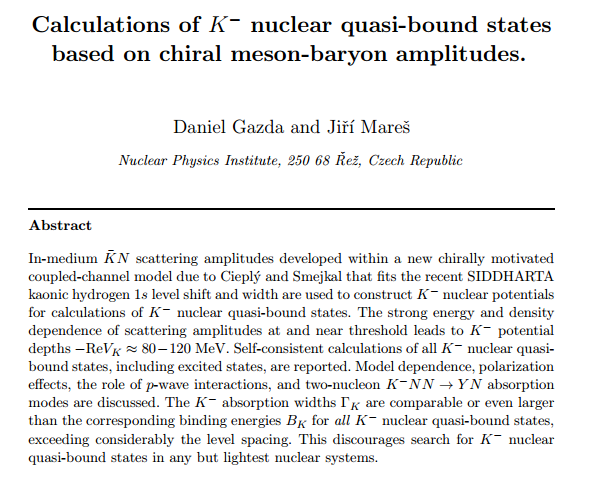 Calculations of K⁻ nuclear quasi-bound states
based on chiral meson-baryon amplitudes.
Daniel Gazda and Jiří Mareš
Nuclear Physics Institute, 250 68 Řež, Czech Republic
Abstract
In-medium K̄N scattering amplitudes developed within a new chirally motivated
coupled-channel model due to Cieplý and Smejkal that fits the recent SIDDHARTA
kaonic hydrogen 1s level shift and width are used to construct K⁻ nuclear potentials
for calculations of K⁻ nuclear quasi-bound states. The strong energy and density
dependence of scattering amplitudes at and near threshold leads to K⁻ potential
depths −ReV_K ≈ 80−120 MeV. Self-consistent calculations of all K⁻ nuclear quasi-
bound states, including excited states, are reported. Model dependence, polarization
effects, the role of p-wave interactions, and two-nucleon K⁻NN → YN absorption
modes are discussed. The K⁻ absorption widths Γ_K are comparable or even larger
than the corresponding binding energies B_K for all K⁻ nuclear quasi-bound states,
exceeding considerably the level spacing. This discourages search for K⁻ nuclear
quasi-bound states in any but lightest nuclear systems.